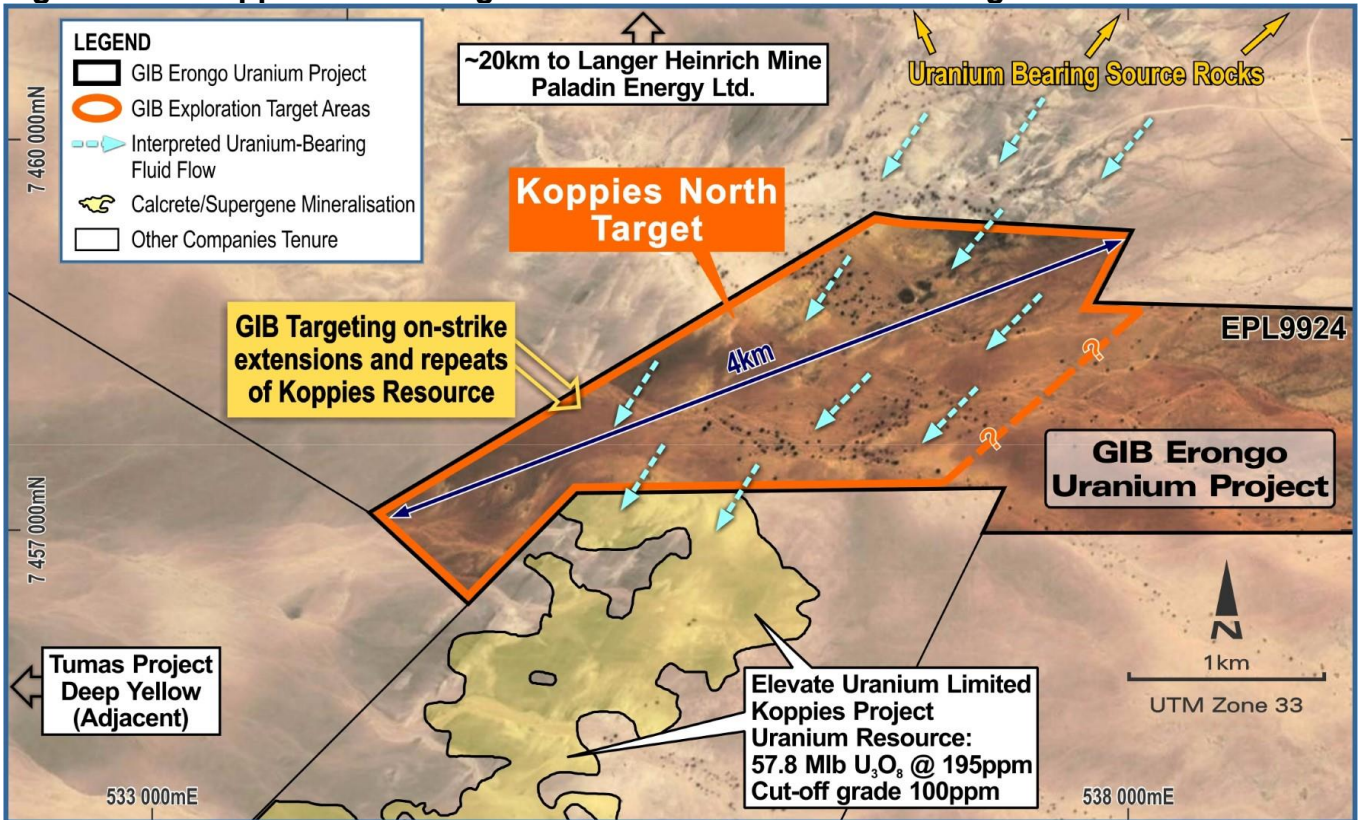 LEGEND
GIB Erongo Uranium Project
GIB Exploration Target Areas
Interpreted Uranium-Bearing
Fluid Flow
Calcrete/Supergene Mineralisation
Other Companies Tenure
~20km to Langer Heinrich Mine
Paladin Energy Ltd.
Uranium Bearing Source Rocks
7 460 000mN
Koppies North
Target
GIB Targeting on-strike
extensions and repeats
of Koppies Resource
4km
EPL9924
?
?
GIB Erongo
Uranium Project
7 457 000mN
N
1km
UTM Zone 33
Tumas Project
Deep Yellow
(Adjacent)
Elevate Uranium Limited
Koppies Project
Uranium Resource:
57.8 Mlb U₃O₈ @ 195ppm
Cut-off grade 100ppm
533 000mE
538 000mE